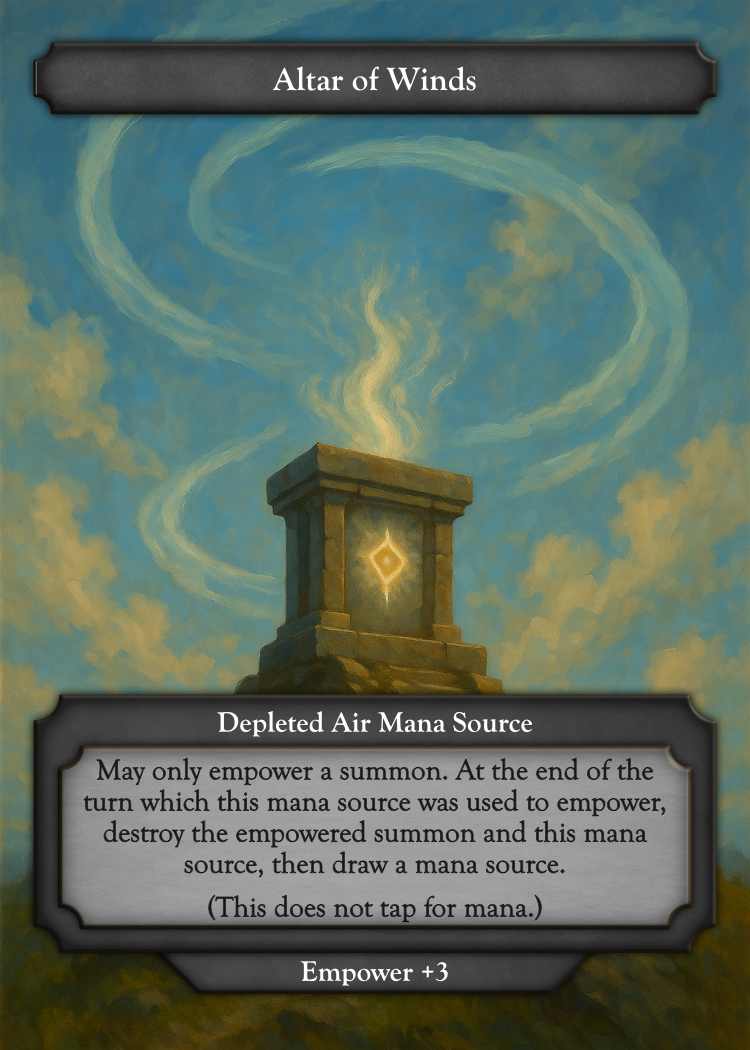 Altar of Winds
Depleted Air Mana Source
May only empower a summon. At the end of the
turn which this mana source was used to empower,
destroy the empowered summon and this mana
source, then draw a mana source.
(This does not tap for mana.)
Empower +3